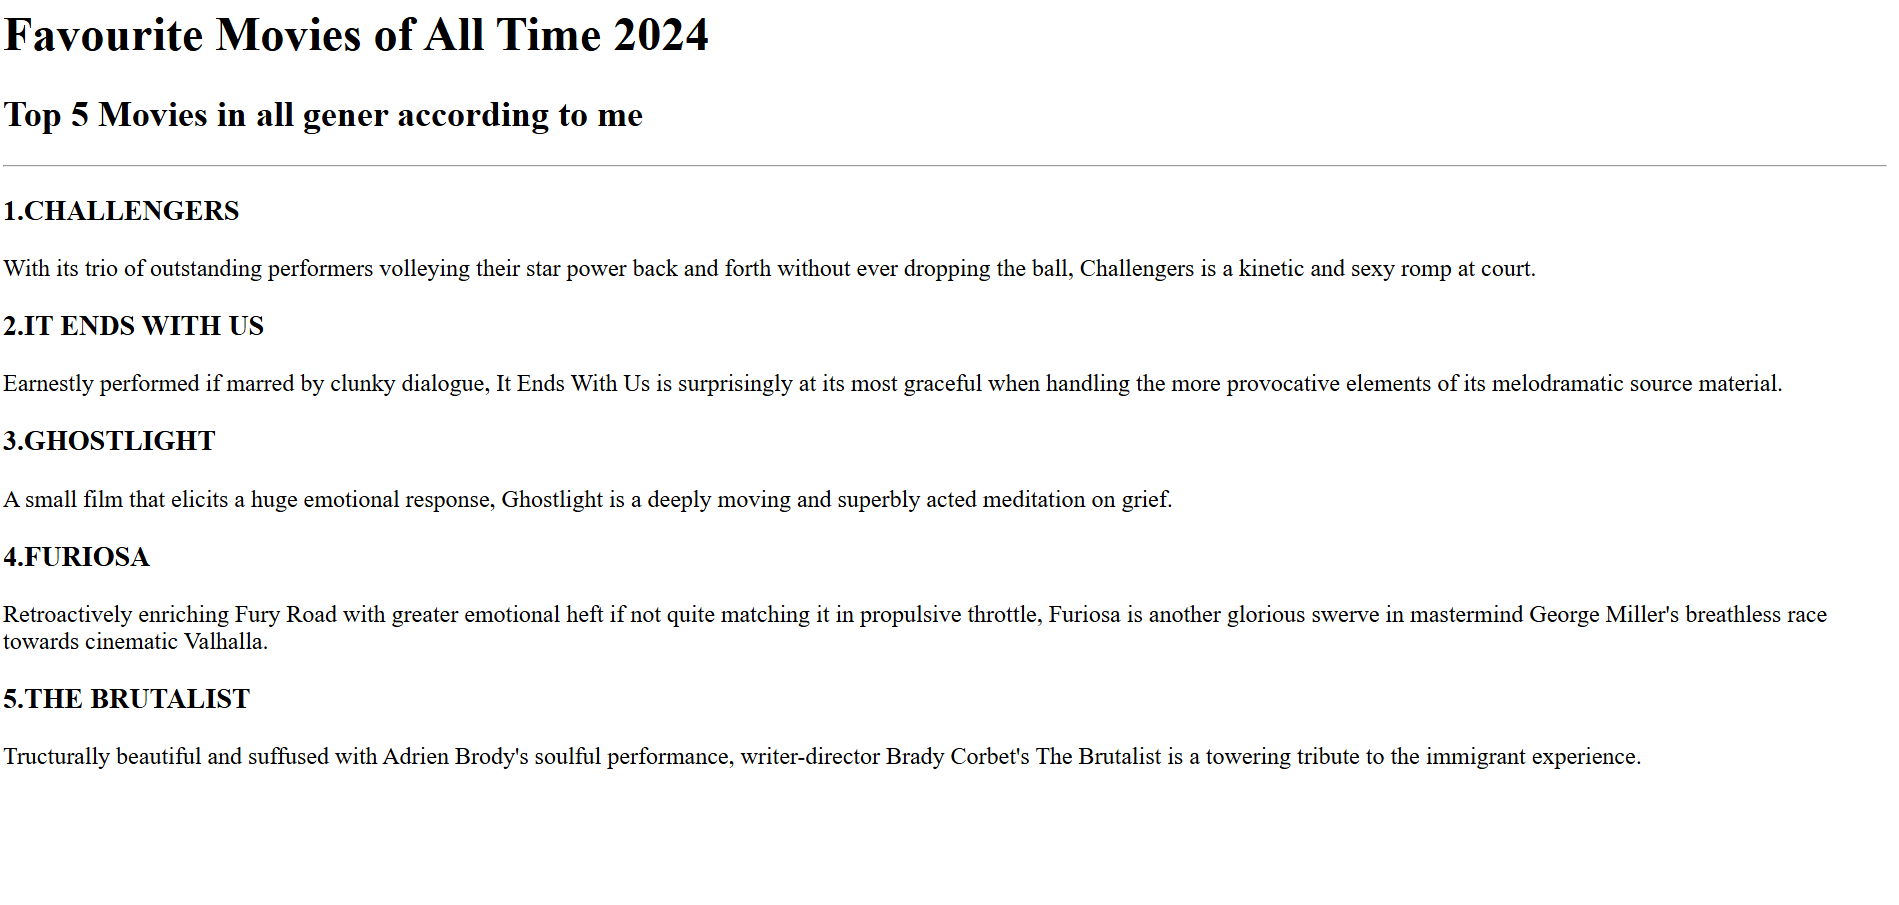 Favourite Movies of All Time 2024
Top 5 Movies in all gener according to me
1.CHALLENGERS
With its trio of outstanding performers volleying their star power back and forth without ever dropping the ball, Challengers is a kinetic and sexy romp at court.
2.IT ENDS WITH US
Earnestly performed if marred by clunky dialogue, It Ends With Us is surprisingly at its most graceful when handling the more provocative elements of its melodramatic source material.
3.GHOSTLIGHT
A small film that elicits a huge emotional response, Ghostlight is a deeply moving and superbly acted meditation on grief.
4.FURIOSA
Retroactively enriching Fury Road with greater emotional heft if not quite matching it in propulsive throttle, Furiosa is another glorious swerve in mastermind George Miller's breathless race
towards cinematic Valhalla.
5.THE BRUTALIST
Tructurally beautiful and suffused with Adrien Brody's soulful performance, writer-director Brady Corbet's The Brutalist is a towering tribute to the immigrant experience.